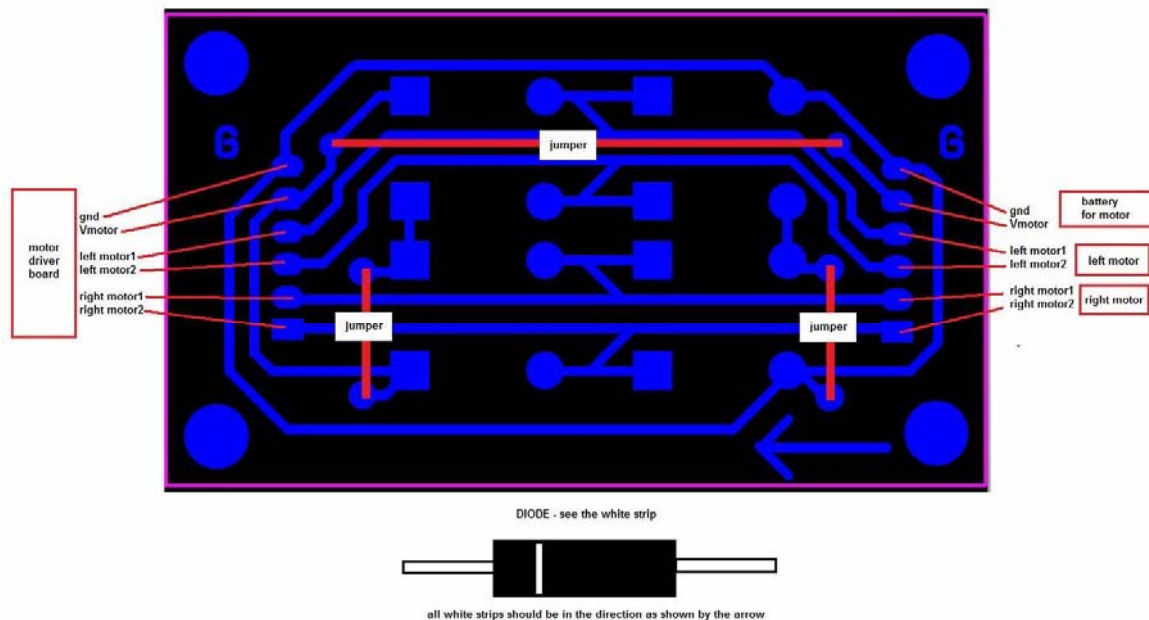 G
G
jumper
motor
driver
board
gnd
Vmotor
left motor1
left motor2
right motor1
right motor2
gnd
Vmotor
left motor1
left motor2
right motor1
right motor2
battery
for motor
left motor
right motor
jumper
jumper
DIODE - see the white strip
all white strips should be in the direction as shown by the arrow